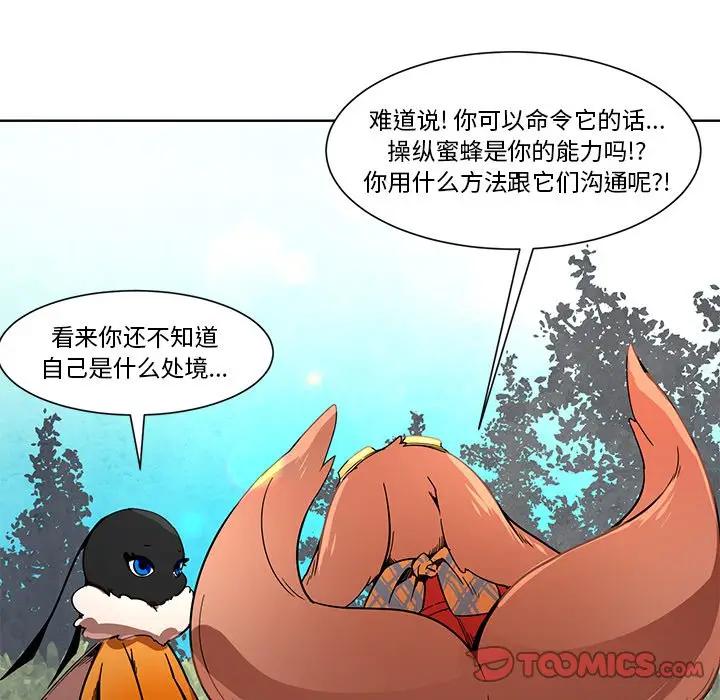 难道说! 你可以命令它的话...
操纵蜜蜂是你的能力吗!?
你用什么方法跟它们沟通呢?!
看来你还不知道
自己是什么处境...
TOOMICS.com